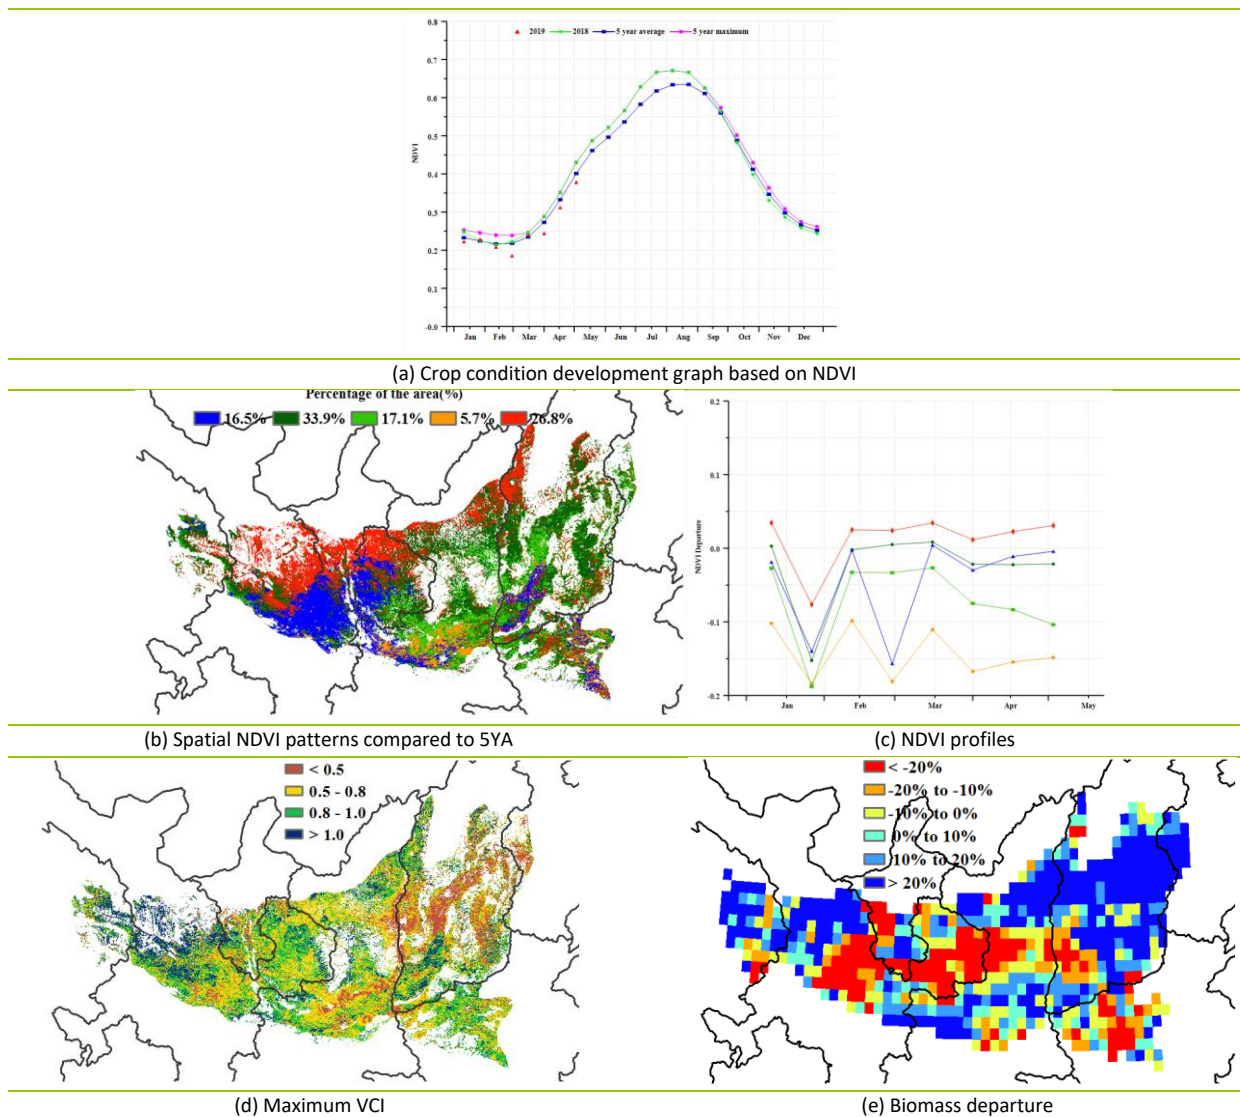 0.8
2019 2018 5 year average 5 year maximum
0.7
0.6
0.5
NDVI
0.4
0.3
0.2
0.1
-0.0
Jan Feb Mar Apr May Jun Jul Aug Sep Oct Nov Dec
(a) Crop condition development graph based on NDVI
Percentage of the area(%)
16.5% 33.9% 17.1% 5.7% 26.8%
0.2
0.1
NDVI Departure
0.0
-0.1
-0.2
Jan Feb Mar Apr May
(b) Spatial NDVI patterns compared to 5YA
(c) NDVI profiles
< 0.5
0.5 - 0.8
0.8 - 1.0
> 1.0
< -20%
-20% to -10%
-10% to 0%
0% to 10%
10% to 20%
> 20%
(d) Maximum VCI
(e) Biomass departure